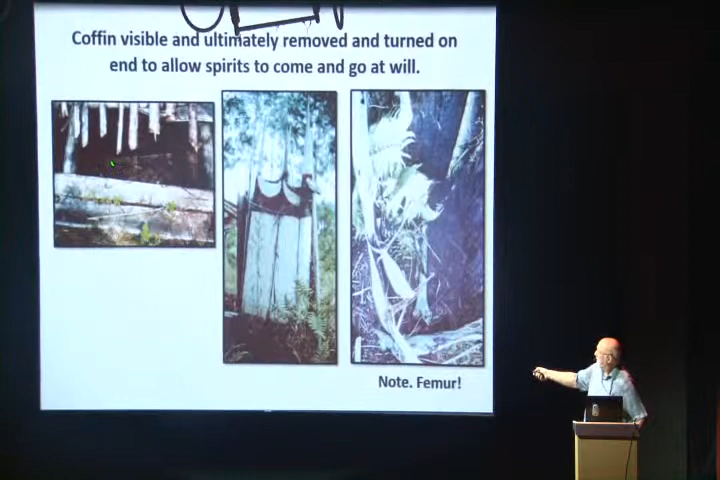 Coffin visible and ultimately removed and turned on
end to allow spirits to come and go at will.
Note. Femur!